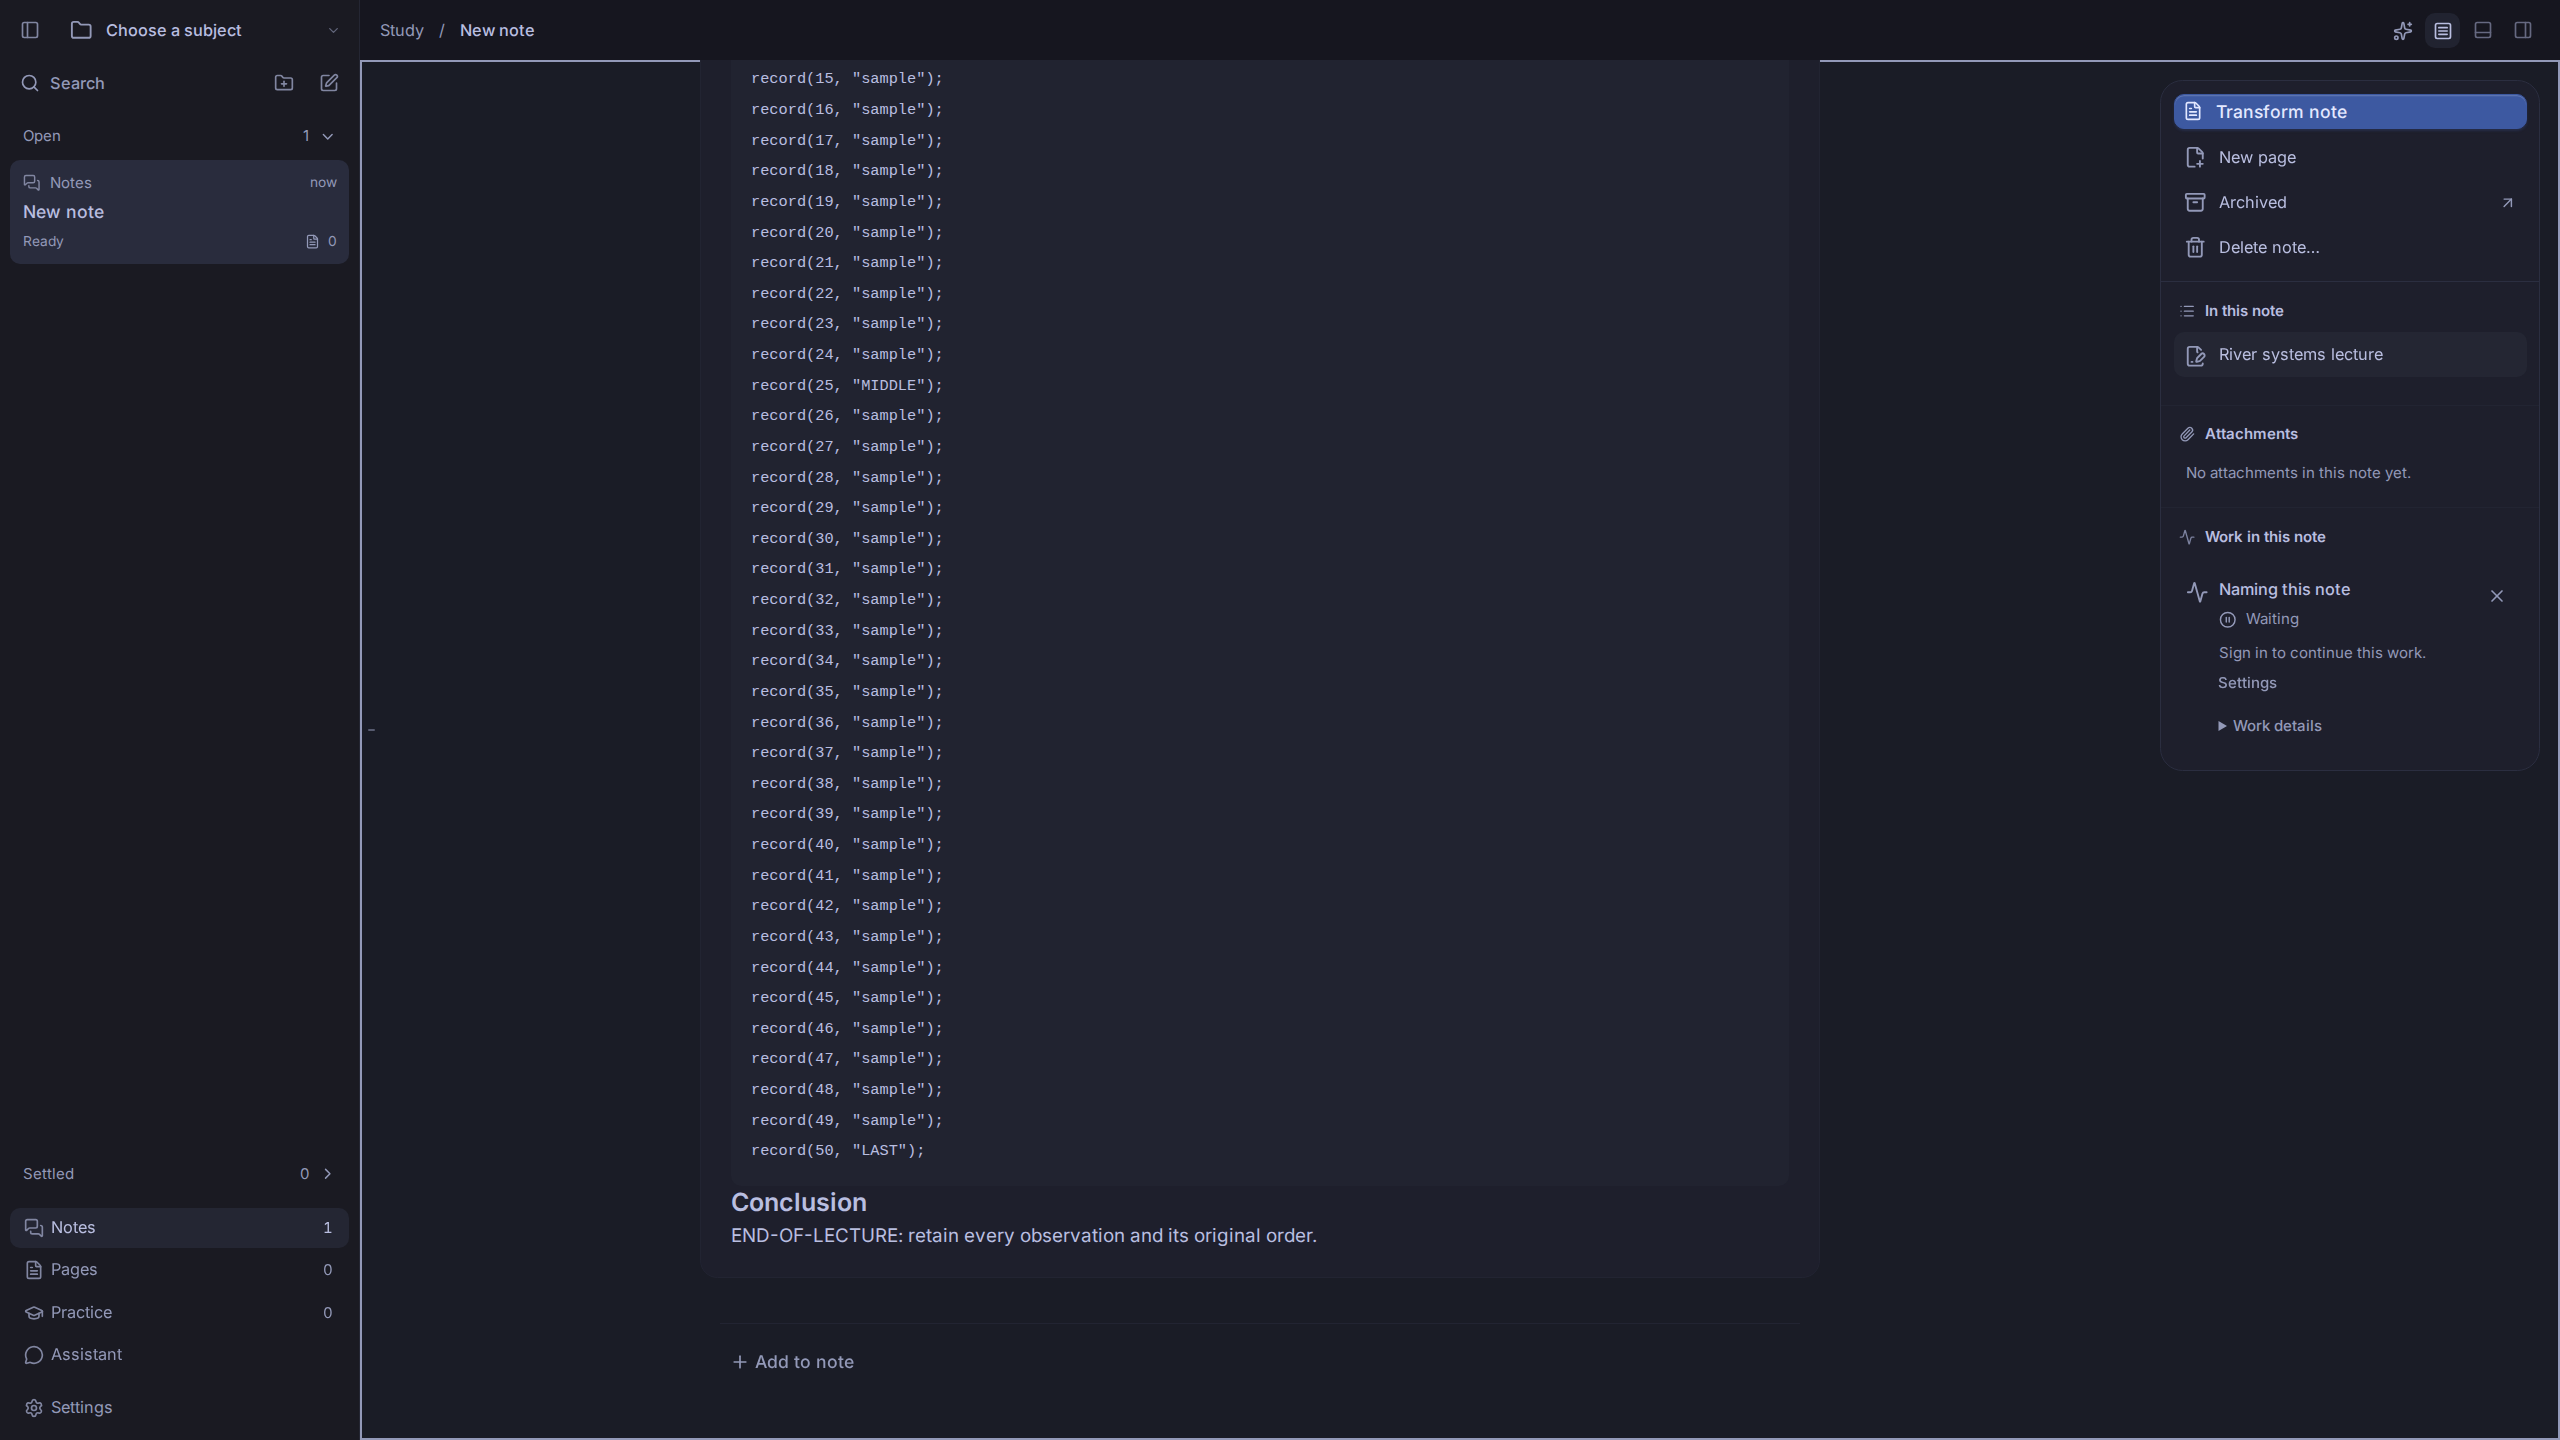 Choose a subject
Search
Open 1
Notes now
New note
Ready 0
Settled 0
Notes 1
Pages 0
Practice 0
Assistant
Settings
Study / New note
record(15, "sample");
record(16, "sample");
record(17, "sample");
record(18, "sample");
record(19, "sample");
record(20, "sample");
record(21, "sample");
record(22, "sample");
record(23, "sample");
record(24, "sample");
record(25, "MIDDLE");
record(26, "sample");
record(27, "sample");
record(28, "sample");
record(29, "sample");
record(30, "sample");
record(31, "sample");
record(32, "sample");
record(33, "sample");
record(34, "sample");
record(35, "sample");
record(36, "sample");
record(37, "sample");
record(38, "sample");
record(39, "sample");
record(40, "sample");
record(41, "sample");
record(42, "sample");
record(43, "sample");
record(44, "sample");
record(45, "sample");
record(46, "sample");
record(47, "sample");
record(48, "sample");
record(49, "sample");
record(50, "LAST");
Conclusion
END-OF-LECTURE: retain every observation and its original order.
Add to note
Transform note
New page
Archived
Delete note...
In this note
River systems lecture
Attachments
No attachments in this note yet.
Work in this note
Naming this note
Waiting
Sign in to continue this work.
Settings
Work details